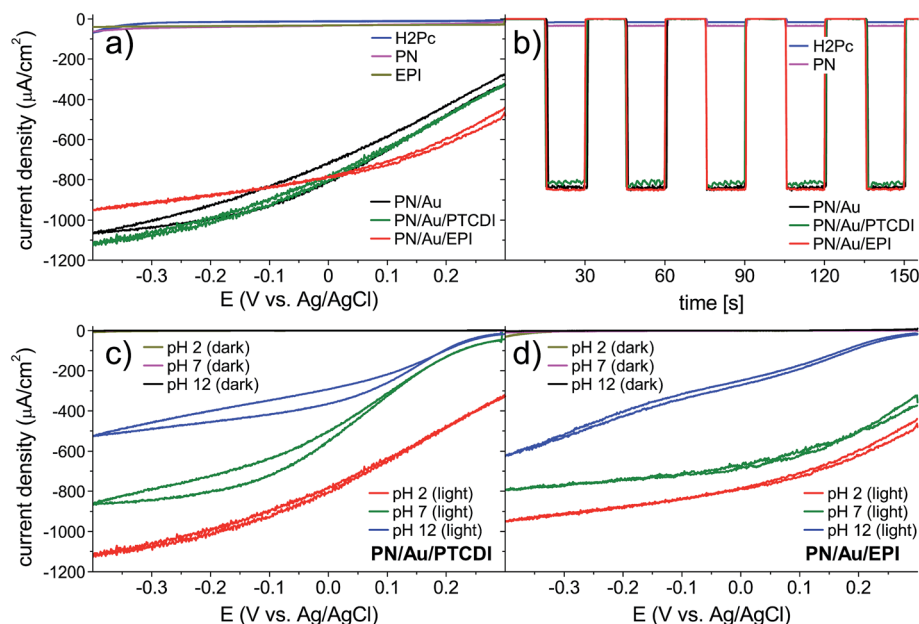 a)
H2Pc
PN
EPI
PN/Au
PN/Au/PTCDI
PN/Au/EPI
current density (μA/cm²)
0
-200
-400
-600
-800
-1000
-1200
-0.3 -0.2 -0.1 0 0.1 0.2
E (V vs. Ag/AgCl)
b)
H2Pc
PN
PN/Au
PN/Au/PTCDI
PN/Au/EPI
30 60 90 120 150
time [s]
c)
pH 2 (dark)
pH 7 (dark)
pH 12 (dark)
pH 2 (light)
pH 7 (light)
pH 12 (light)
PN/Au/PTCDI
current density (μA/cm²)
0
-200
-400
-600
-800
-1000
-1200
-0.3 -0.2 -0.1 0.0 0.1 0.2
E (V vs. Ag/AgCl)
d)
pH 2 (dark)
pH 7 (dark)
pH 12 (dark)
pH 2 (light)
pH 7 (light)
pH 12 (light)
PN/Au/EPI
-0.3 -0.2 -0.1 0.0 0.1 0.2
E (V vs. Ag/AgCl)